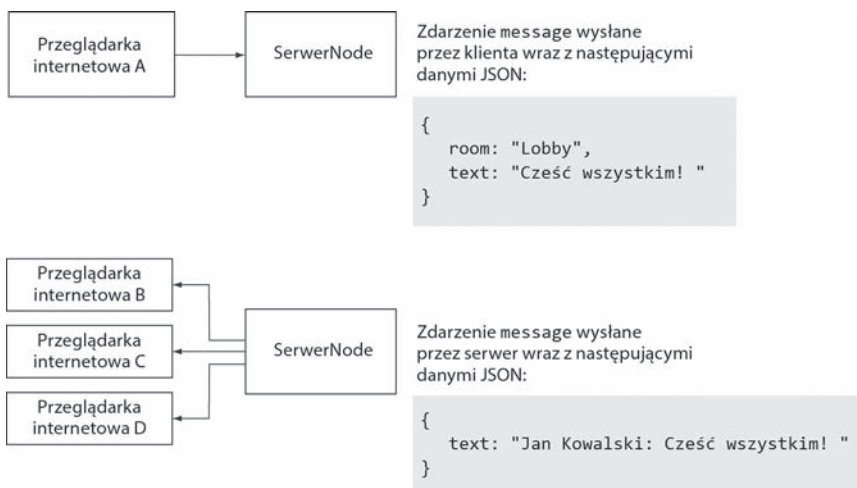 Przeglądarka
internetowa A
SerwerNode
Zdarzenie message wysłane
przez klienta wraz z następującymi
danymi JSON:
{
room: "Lobby",
text: "Cześć wszystkim! "
}
Przeglądarka
internetowa B
Przeglądarka
internetowa C
Przeglądarka
internetowa D
SerwerNode
Zdarzenie message wysłane
przez serwer wraz z następującymi
danymi JSON:
{
text: "Jan Kowalski: Cześć wszystkim! "
}